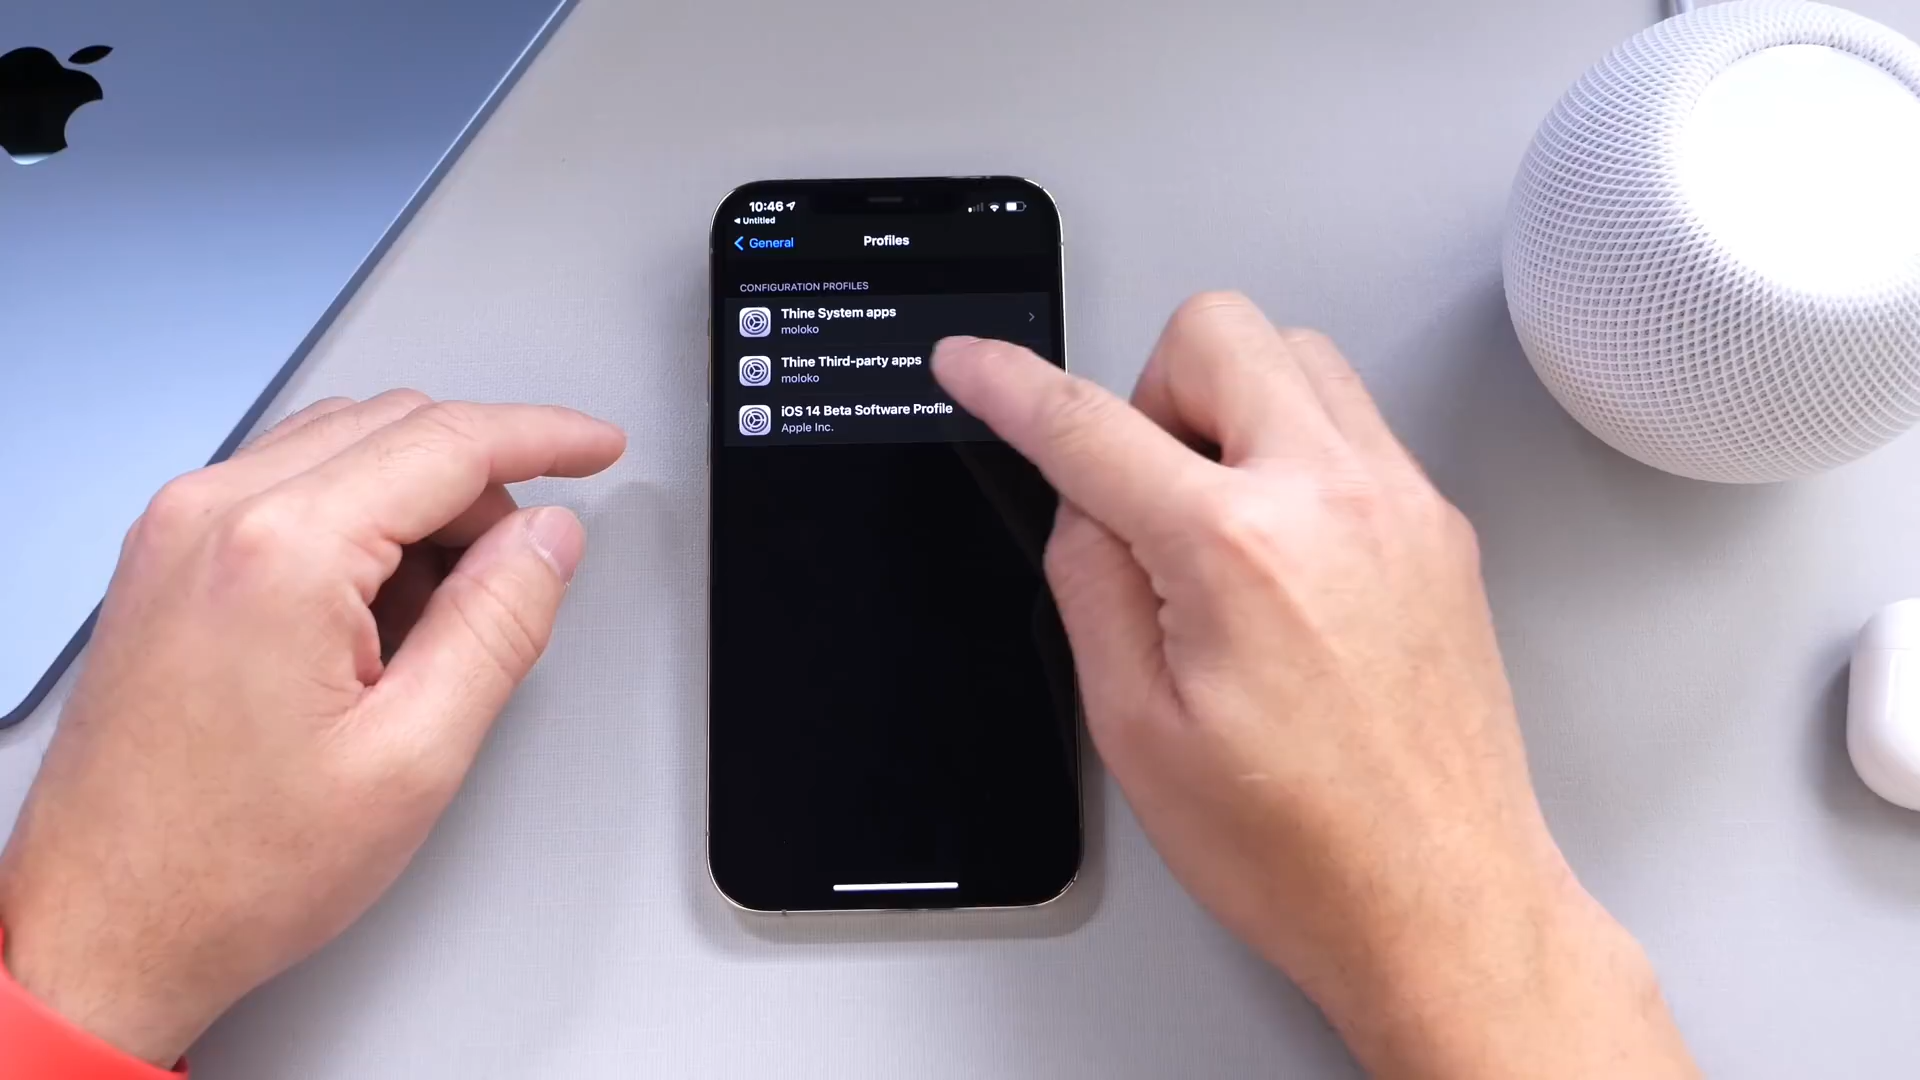 10:46
Untitled
General
Profiles
CONFIGURATION PROFILES
Thine System apps
moloko
Thine Third-party apps
moloko
iOS 14 Beta Software Profile
Apple Inc.